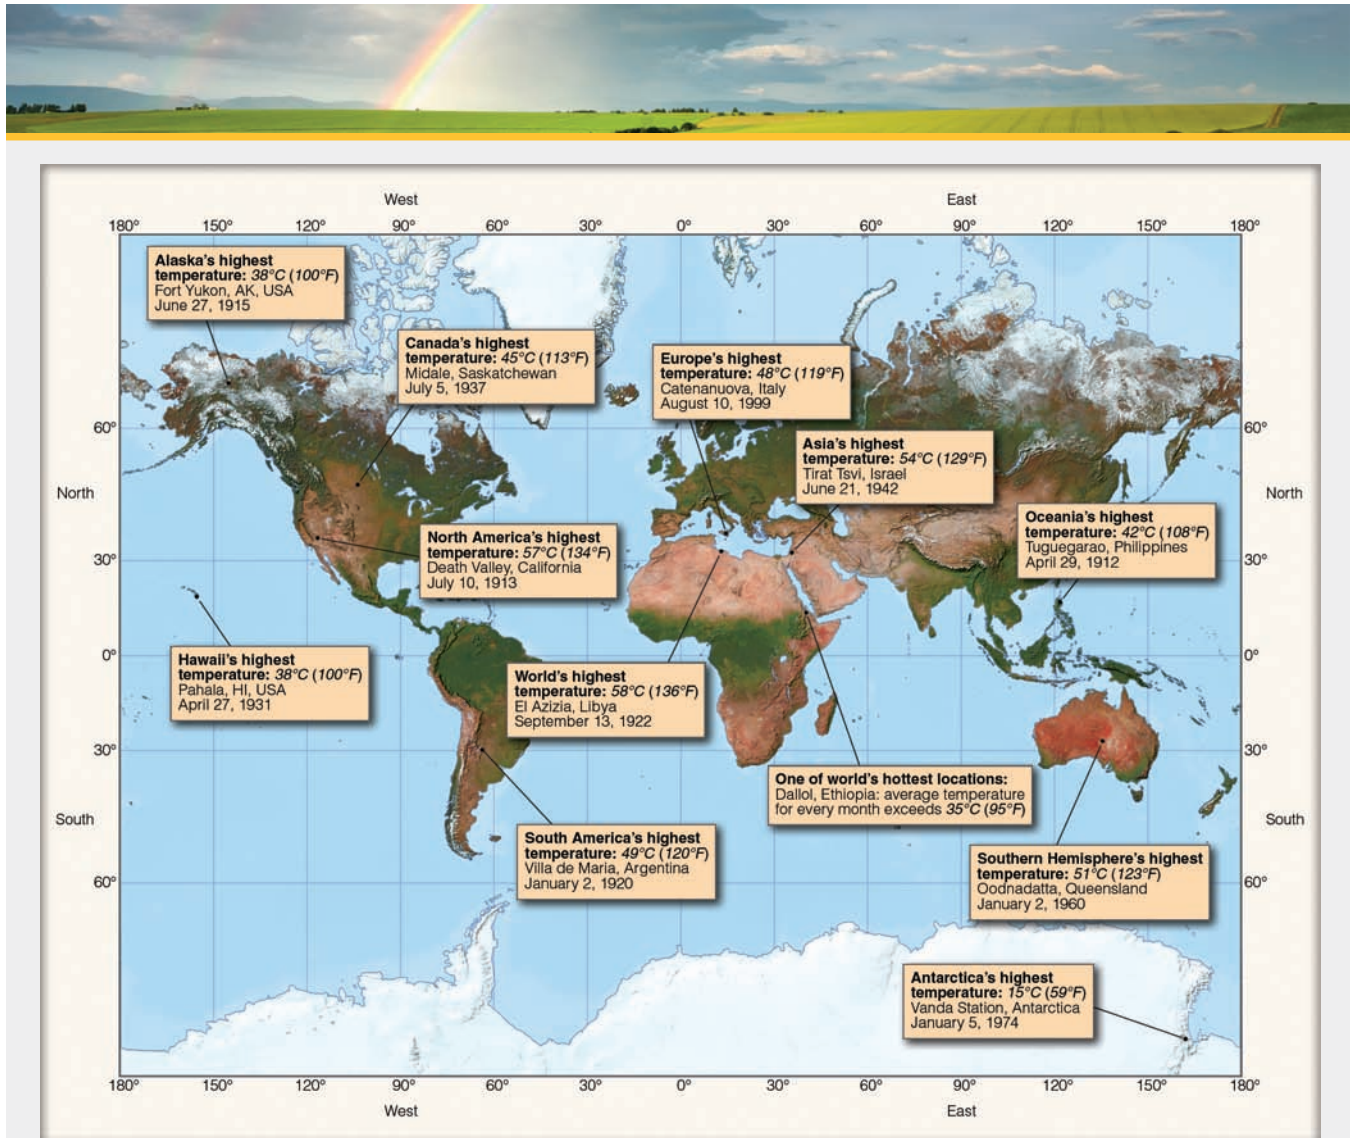 West East
180° 150° 120° 90° 60° 30° 0° 30° 60° 90° 120° 150° 180°
Alaska's highest
temperature: 38°C (100°F)
Fort Yukon, AK, USA
June 27, 1915
Canada's highest
temperature: 45°C (113°F)
Midale, Saskatchewan
July 5, 1937
Europe's highest
temperature: 48°C (119°F)
Catenanuova, Italy
August 10, 1999
60° 60°
Asia's highest
temperature: 54°C (129°F)
Tirat Tsvi, Israel
June 21, 1942
North North
North America's highest
temperature: 57°C (134°F)
Death Valley, California
July 10, 1913
Oceania's highest
temperature: 42°C (108°F)
Tuguegarao, Philippines
April 29, 1912
30° 30°
Hawaii's highest
temperature: 38°C (100°F)
Pahala, HI, USA
April 27, 1931
0° 0°
World's highest
temperature: 58°C (136°F)
El Azizia, Libya
September 13, 1922
30° 30°
One of world's hottest locations:
Dallol, Ethiopia: average temperature
for every month exceeds 35°C (95°F)
South South
South America's highest
temperature: 49°C (120°F)
Villa de Maria, Argentina
January 2, 1920
Southern Hemisphere's highest
temperature: 51°C (123°F)
Oodnadatta, Queensland
January 2, 1960
60° 60°
Antarctica's highest
temperature: 15°C (59°F)
Vanda Station, Antarctica
January 5, 1974
180° 150° 120° 90° 60° 30° 0° 30° 60° 90° 120° 150° 180°
West East